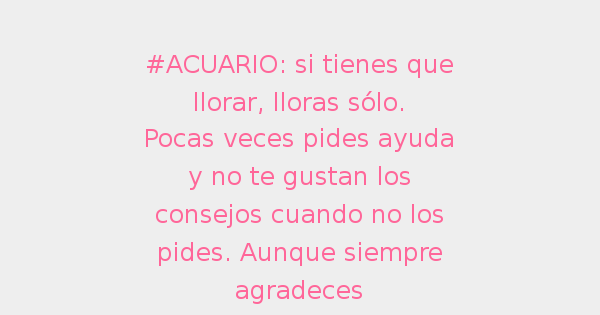 #ACUARIO: si tienes que
llorar, lloras sólo.
Pocas veces pides ayuda
y no te gustan los
consejos cuando no los
pides. Aunque siempre
agradeces